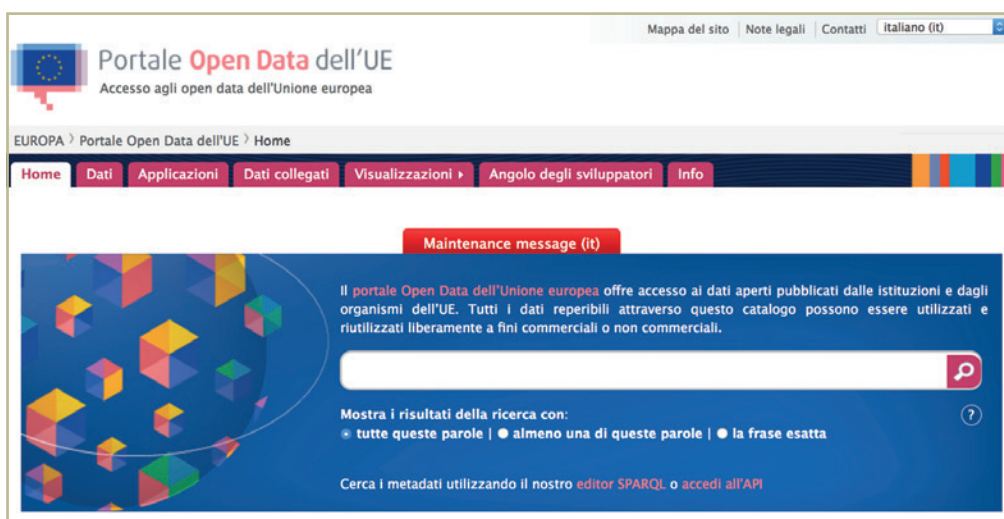 Mappa del sito | Note legali | Contatti italiano (it)
Portale Open Data dell'UE
Accesso agli open data dell'Unione europea
EUROPA > Portale Open Data dell'UE > Home
Home Dati Applicazioni Dati collegati Visualizzazioni Angolo degli sviluppatori Info
Maintenance message (it)
Il portale Open Data dell'Unione europea offre accesso ai dati aperti pubblicati dalle istituzioni e dagli
organismi dell'UE. Tutti i dati reperibili attraverso questo catalogo possono essere utilizzati e
riutilizzati liberamente a fini commerciali o non commerciali.
Mostra i risultati della ricerca con: ?
tutte queste parole | almeno una di queste parole | la frase esatta
Cerca i metadati utilizzando il nostro editor SPARQL o accedi all'API